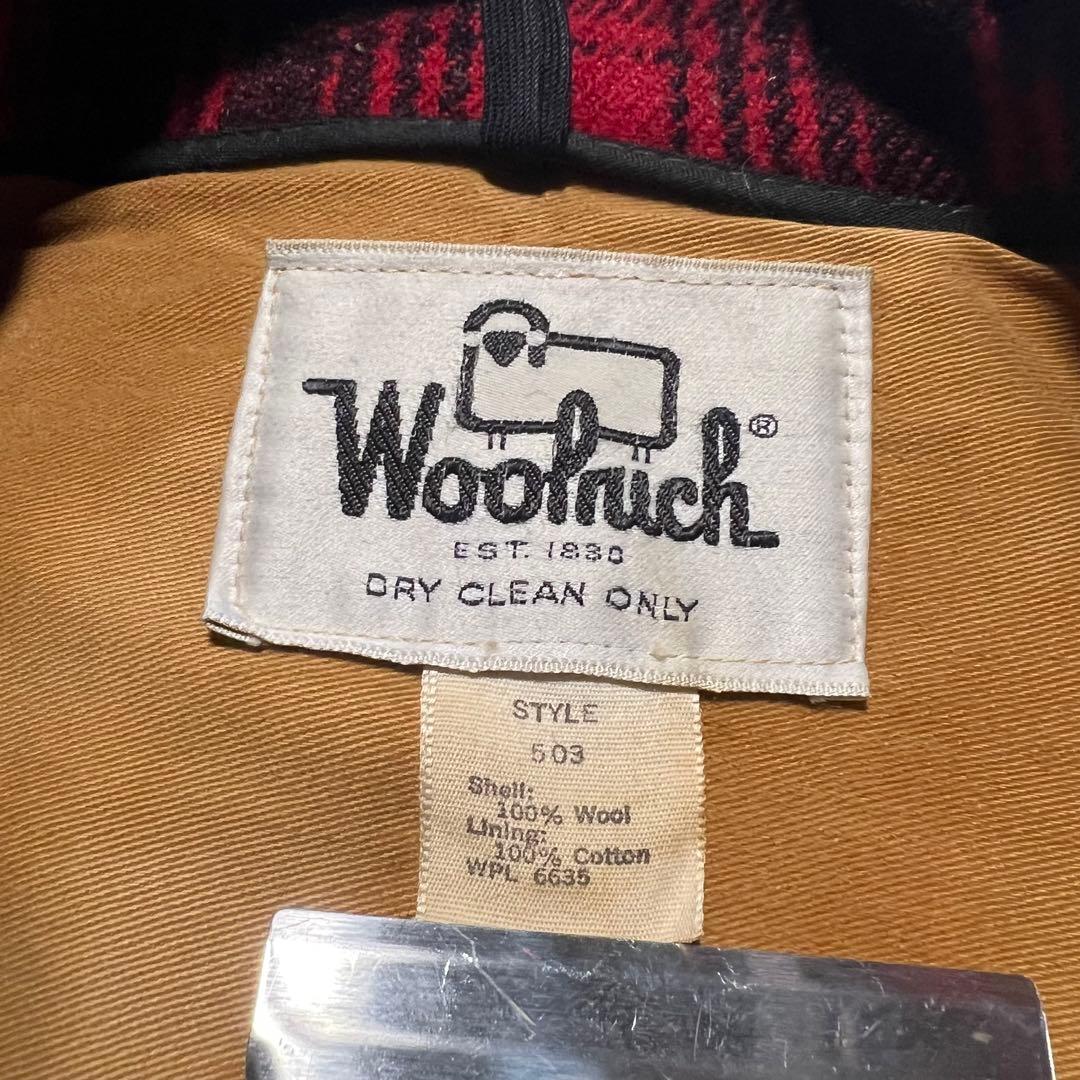 Woolrich®
EST. 1830
DRY CLEAN ONLY
STYLE
503
Shell:
100% Wool
Lining:
100% Cotton
WPL 6635